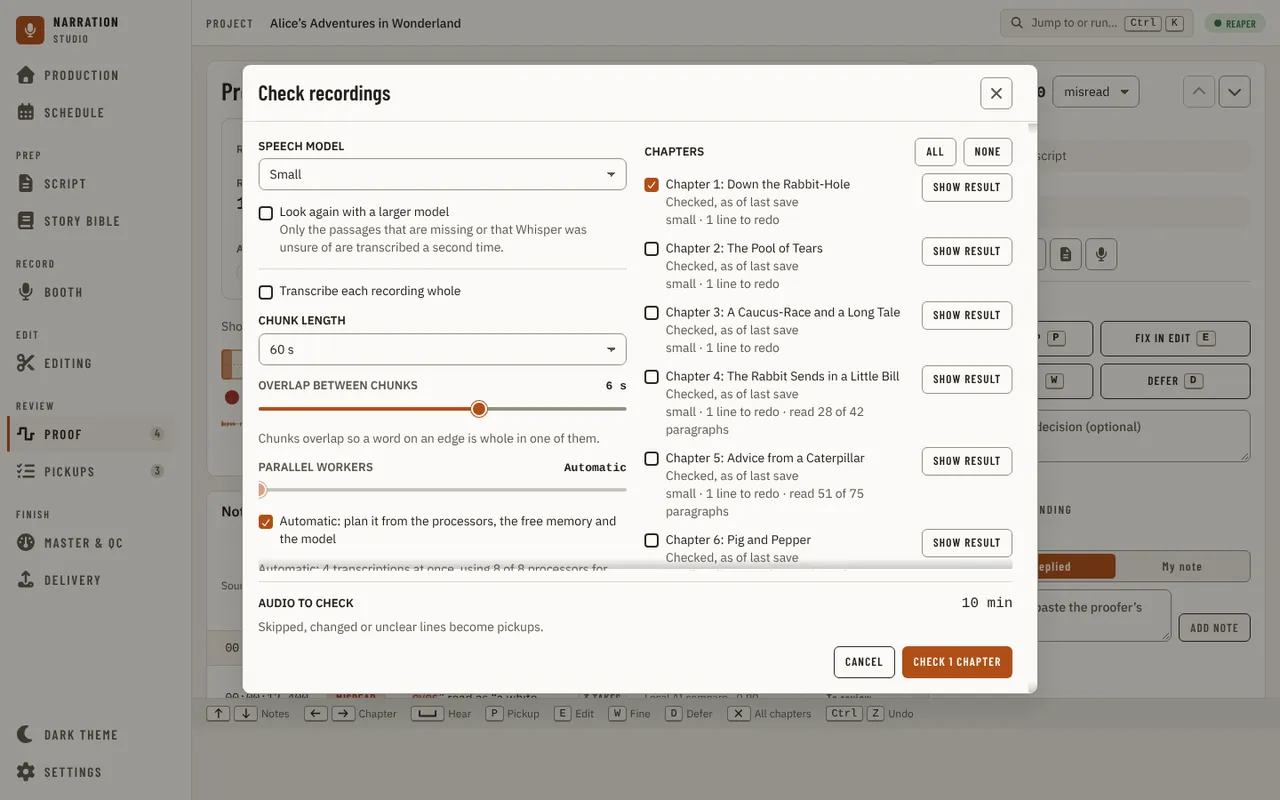 NARRATION
STUDIO
PRODUCTION
SCHEDULE
PREP
SCRIPT
STORY BIBLE
RECORD
BOOTH
EDIT
EDITING
REVIEW
PROOF 4
PICKUPS 3
FINISH
MASTER & QC
DELIVERY
DARK THEME
SETTINGS
PROJECT Alice's Adventures in Wonderland
Jump to or run... Ctrl K
REAPER
misread
script
P
FIX IN EDIT E
W
DEFER D
decision (optional)
My note
paste the proofer's
ADD NOTE
Check recordings
SPEECH MODEL
Small
Look again with a larger model
Only the passages that are missing or that Whisper was
unsure of are transcribed a second time.
Transcribe each recording whole
CHUNK LENGTH
60 s
OVERLAP BETWEEN CHUNKS 6 s
Chunks overlap so a word on an edge is whole in one of them.
PARALLEL WORKERS Automatic
Automatic: plan it from the processors, the free memory and
the model
Automatic: 4 transcriptions at once, using 8 of 8 processors for
CHAPTERS
ALL
NONE
Chapter 1: Down the Rabbit-Hole
Checked, as of last save
small · 1 line to redo
SHOW RESULT
Chapter 2: The Pool of Tears
Checked, as of last save
small · 1 line to redo
SHOW RESULT
Chapter 3: A Caucus-Race and a Long Tale
Checked, as of last save
small · 1 line to redo
SHOW RESULT
Chapter 4: The Rabbit Sends in a Little Bill
Checked, as of last save
small · 1 line to redo · read 28 of 42
paragraphs
SHOW RESULT
Chapter 5: Advice from a Caterpillar
Checked, as of last save
small · 1 line to redo · read 51 of 75
paragraphs
SHOW RESULT
Chapter 6: Pig and Pepper
Checked, as of last save
SHOW RESULT
AUDIO TO CHECK 10 min
Skipped, changed or unclear lines become pickups.
CANCEL
CHECK 1 CHAPTER
Notes
Chapter
Hear
P Pickup
E Edit
W Fine
D Defer
All chapters
Ctrl Z Undo